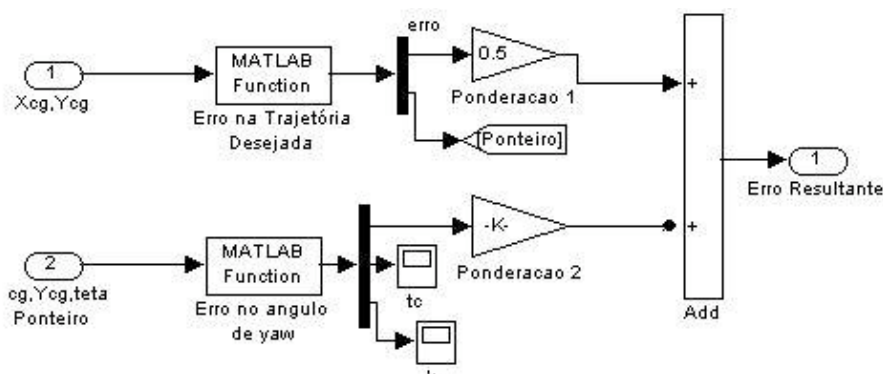 erro
1
MATLAB
Function
0.5
+
Xcg,Ycg
Erro na Trajetória
Desejada
Ponderacao 1
[Ponteiro]
1
Erro Resultante
2
MATLAB
Function
-K-
+
cg,Ycg,teta
Ponteiro
Erro no angulo
de yaw
tc
Ponderacao 2
Add